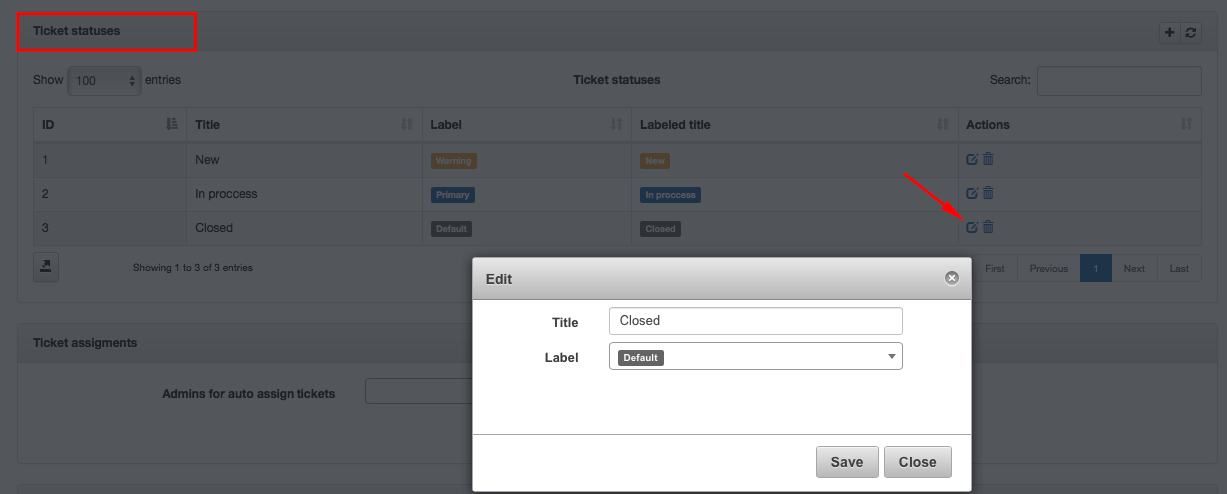 Ticket statuses
Show 100 entries Ticket statuses Search:
ID Title Label Labeled title Actions
1 New Warning New
2 In proccess Primary In proccess
3 Closed Default Closed
Showing 1 to 3 of 3 entries First Previous 1 Next Last
Edit
Title Closed
Label Default
Save Close
Ticket assigments
Admins for auto assign tickets